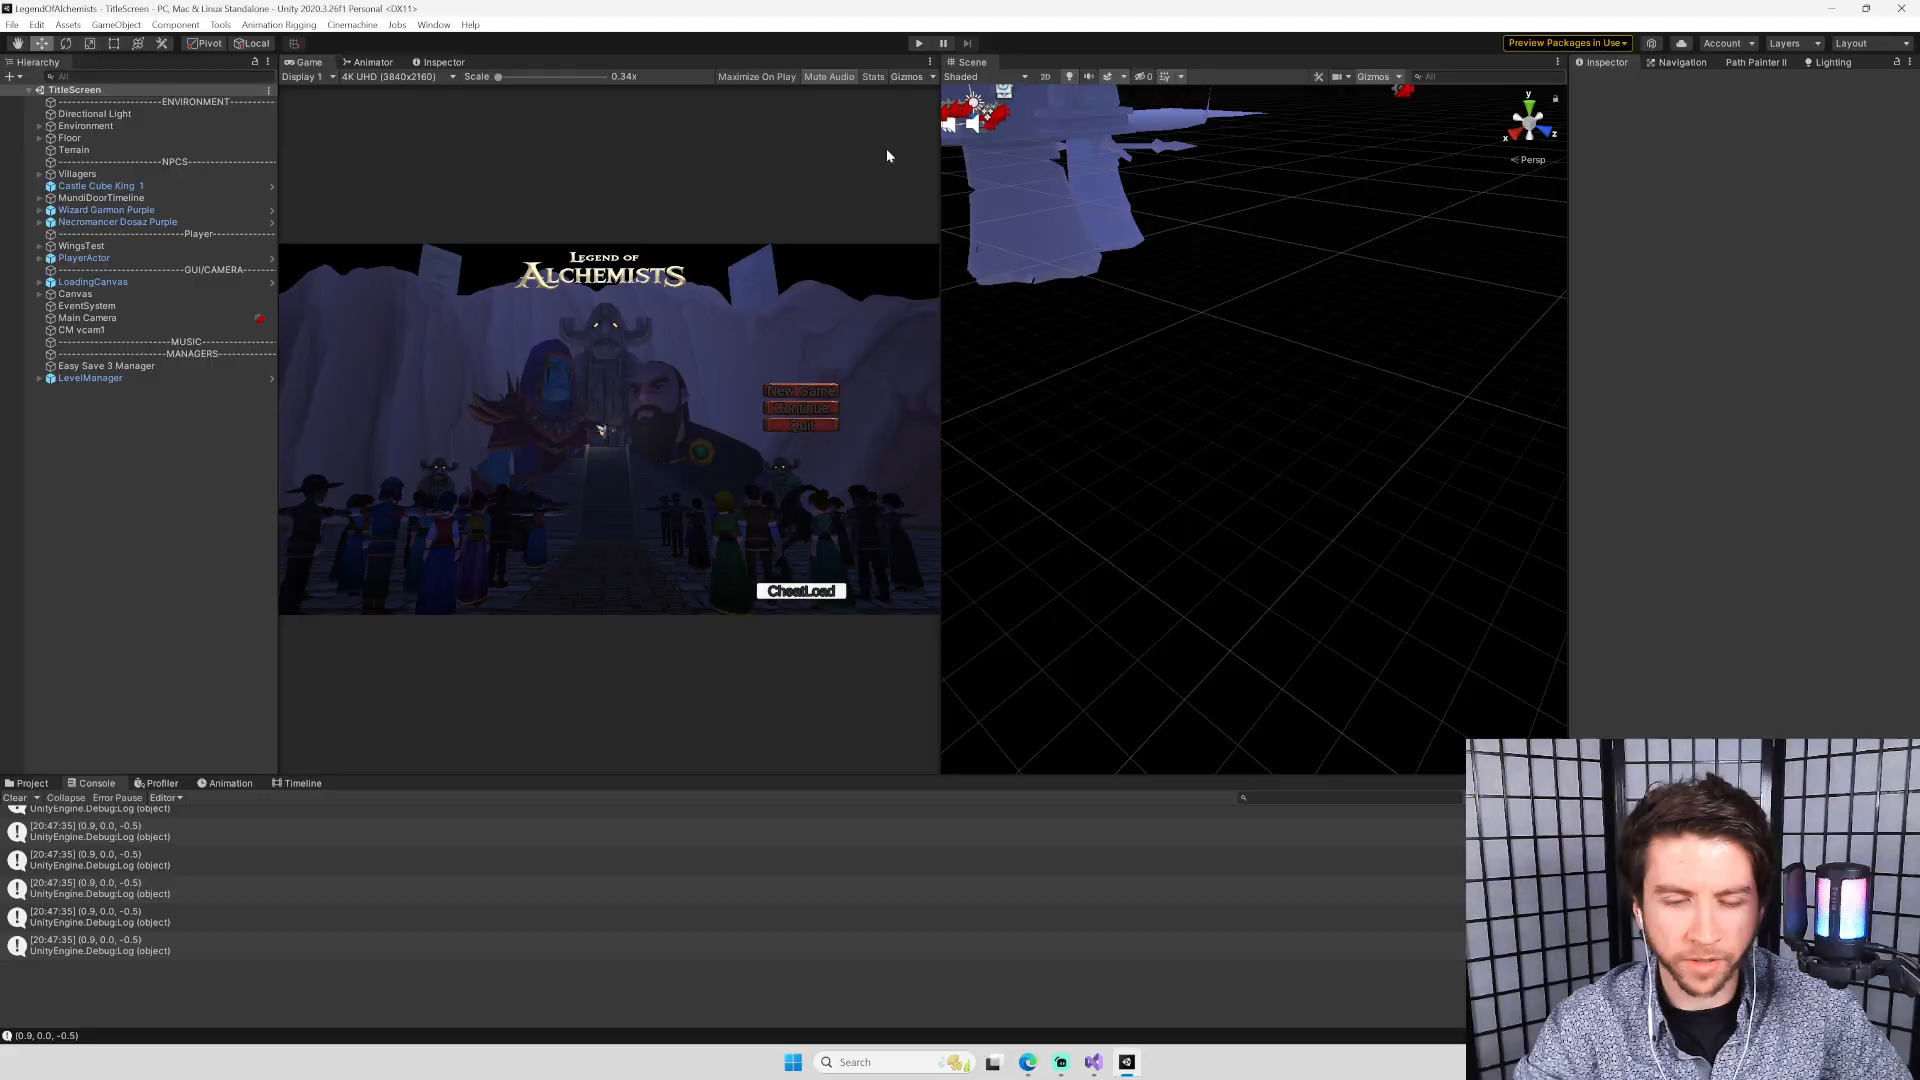 LegendOfAlchemists - TitleScreen - PC, Mac & Linux Standalone - Unity 2020.3.26f1 Personal <DX11>
File Edit Assets GameObject Component Tools Animation Rigging Cinemachine Jobs Window Help
Pivot Local Preview Packages in Use Account Layers Layout
Hierarchy Game Animator Inspector Scene Inspector Navigation Path Painter II Lighting
All Display 1 4K UHD (3840x2160) Scale 0.34x Maximize On Play Mute Audio Stats Gizmos Shaded 2D 0 Gizmos All
TitleScreen
---------------------------ENVIRONMENT-----------
Directional Light
Environment
Floor
Terrain
---------------------------NPCS---------------------
Villagers
Castle Cube King 1
MundiDoorTimeline
Wizard Garmon Purple
Necromancer Dosaz Purple
---------------------------Player---------------
WingsTest
PlayerActor
---------------------------GUI/CAMERA--------
LoadingCanvas
Canvas
EventSystem
Main Camera
CM vcam1
---------------------------MUSIC------------------
---------------------------MANAGERS-------------
Easy Save 3 Manager
LevelManager
LEGEND OF
ALCHEMISTS
New Game
Continue
Quit
CheatLoad
y
x
z
Persp
Project Console Profiler Animation Timeline
Clear Collapse Error Pause Editor
UnityEngine.Debug:Log (object)
[20:47:35] (0.9, 0.0, -0.5)
UnityEngine.Debug:Log (object)
[20:47:35] (0.9, 0.0, -0.5)
UnityEngine.Debug:Log (object)
[20:47:35] (0.9, 0.0, -0.5)
UnityEngine.Debug:Log (object)
[20:47:35] (0.9, 0.0, -0.5)
UnityEngine.Debug:Log (object)
[20:47:35] (0.9, 0.0, -0.5)
UnityEngine.Debug:Log (object)
(0.9, 0.0, -0.5)
Search